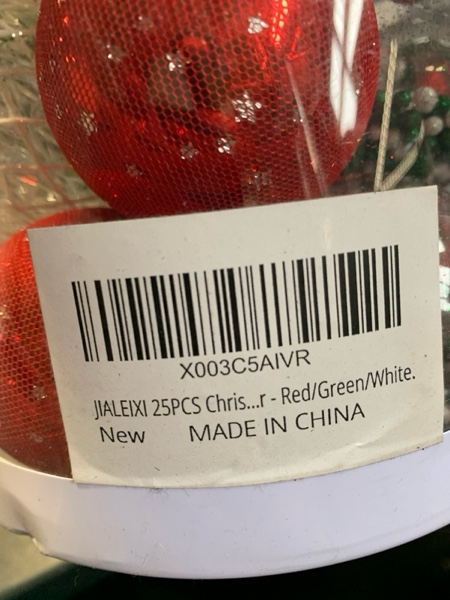 X003C5AIVR
JIALEIXI 25PCS Chris...r - Red/Green/White.
New MADE IN CHINA